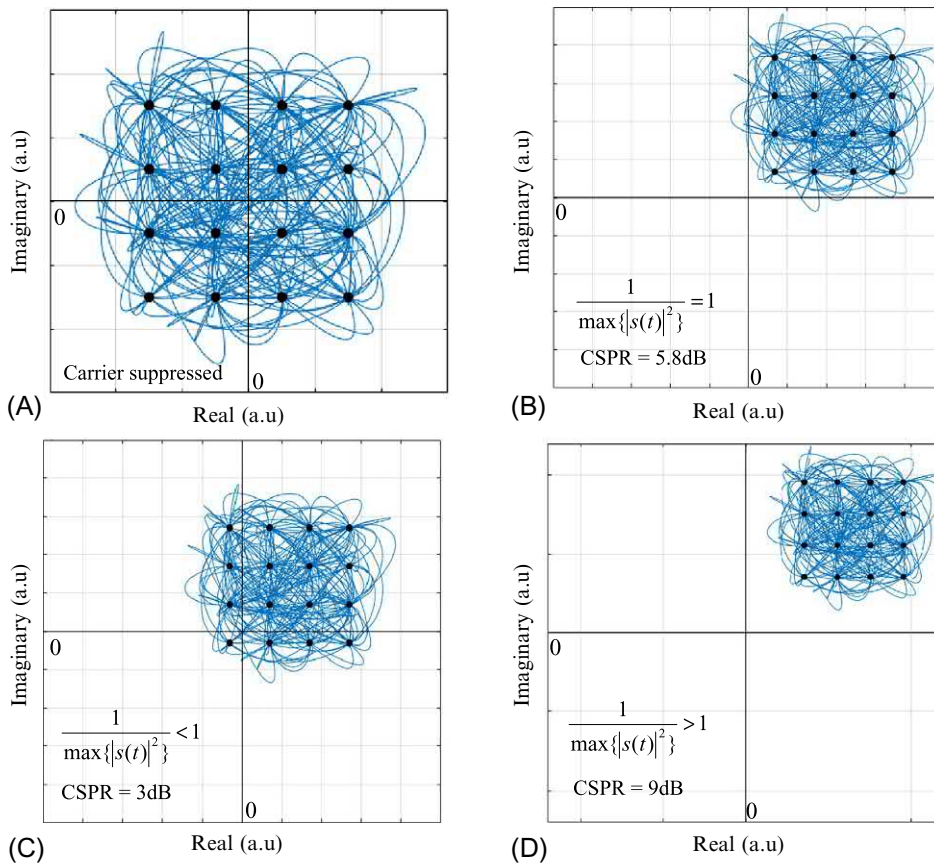 Imaginary (a.u)
0
Carrier suppressed
0
(A)
Real (a.u)
Imaginary (a.u)
0
1
max{|s(t)|²} = 1
CSPR = 5.8dB
0
(B)
Real (a.u)
Imaginary (a.u)
0
1
max{|s(t)|²} < 1
CSPR = 3dB
0
(C)
Real (a.u)
Imaginary (a.u)
0
1
max{|s(t)|²} > 1
CSPR = 9dB
0
(D)
Real (a.u)